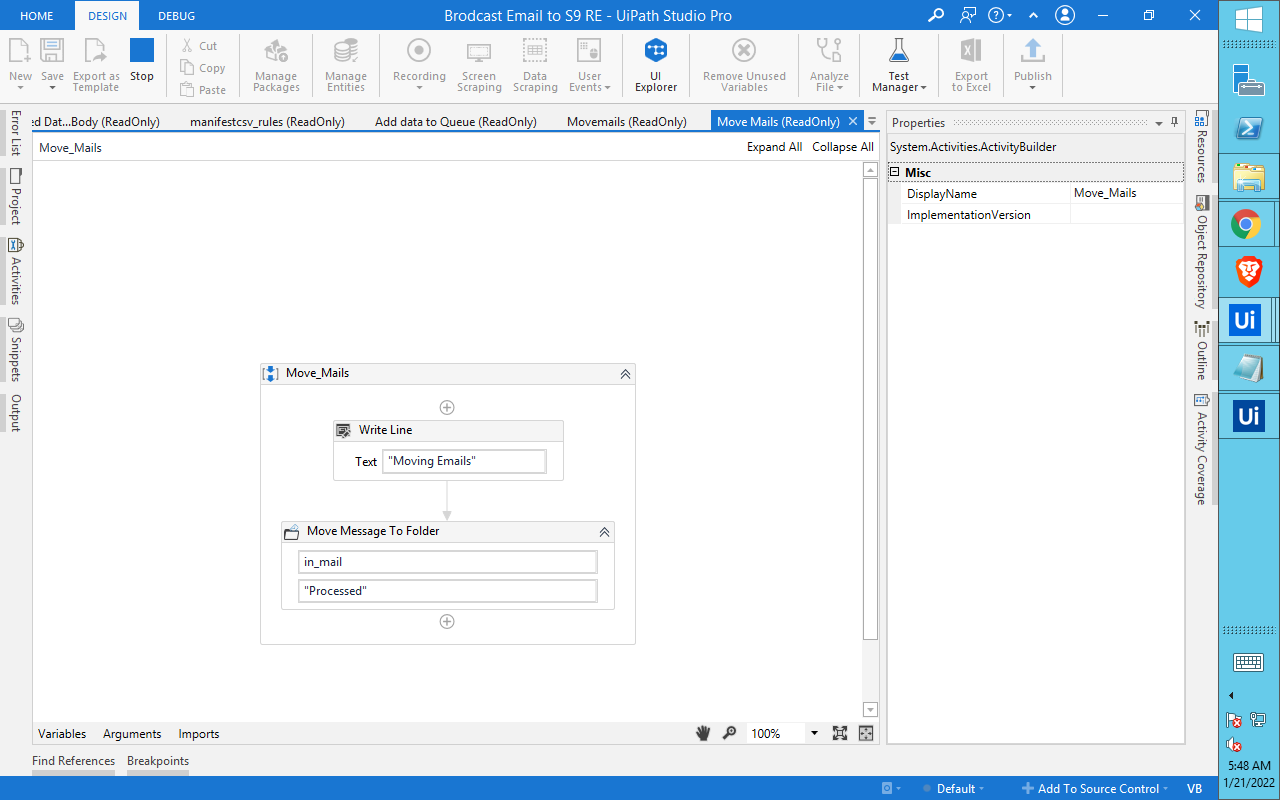 Brodcast Email to S9 RE - UiPath Studio Pro
HOME
DESIGN
DEBUG
New
Save
Export as Template
Stop
Cut
Copy
Paste
Manage Packages
Manage Entities
Recording
Screen Scraping
Data Scraping
User Events
UI Explorer
Remove Unused Variables
Analyze File
Test Manager
Export to Excel
Publish
Error List
Project
Activities
Snippets
Output
ed Dat...Body (ReadOnly)
manifestcsv_rules (ReadOnly)
Add data to Queue (ReadOnly)
Movemails (ReadOnly)
Move Mails (ReadOnly)
Move_Mails
Expand All
Collapse All
Move_Mails
Write Line
Text
"Moving Emails"
Move Message To Folder
in_mail
"Processed"
Variables
Arguments
Imports
100%
Properties
System.Activities.ActivityBuilder
Misc
DisplayName
Move_Mails
ImplementationVersion
Resources
Object Repository
Outline
Activity Coverage
Find References
Breakpoints
Default
Add To Source Control
VB
Ui
Ui
5:48 AM
1/21/2022